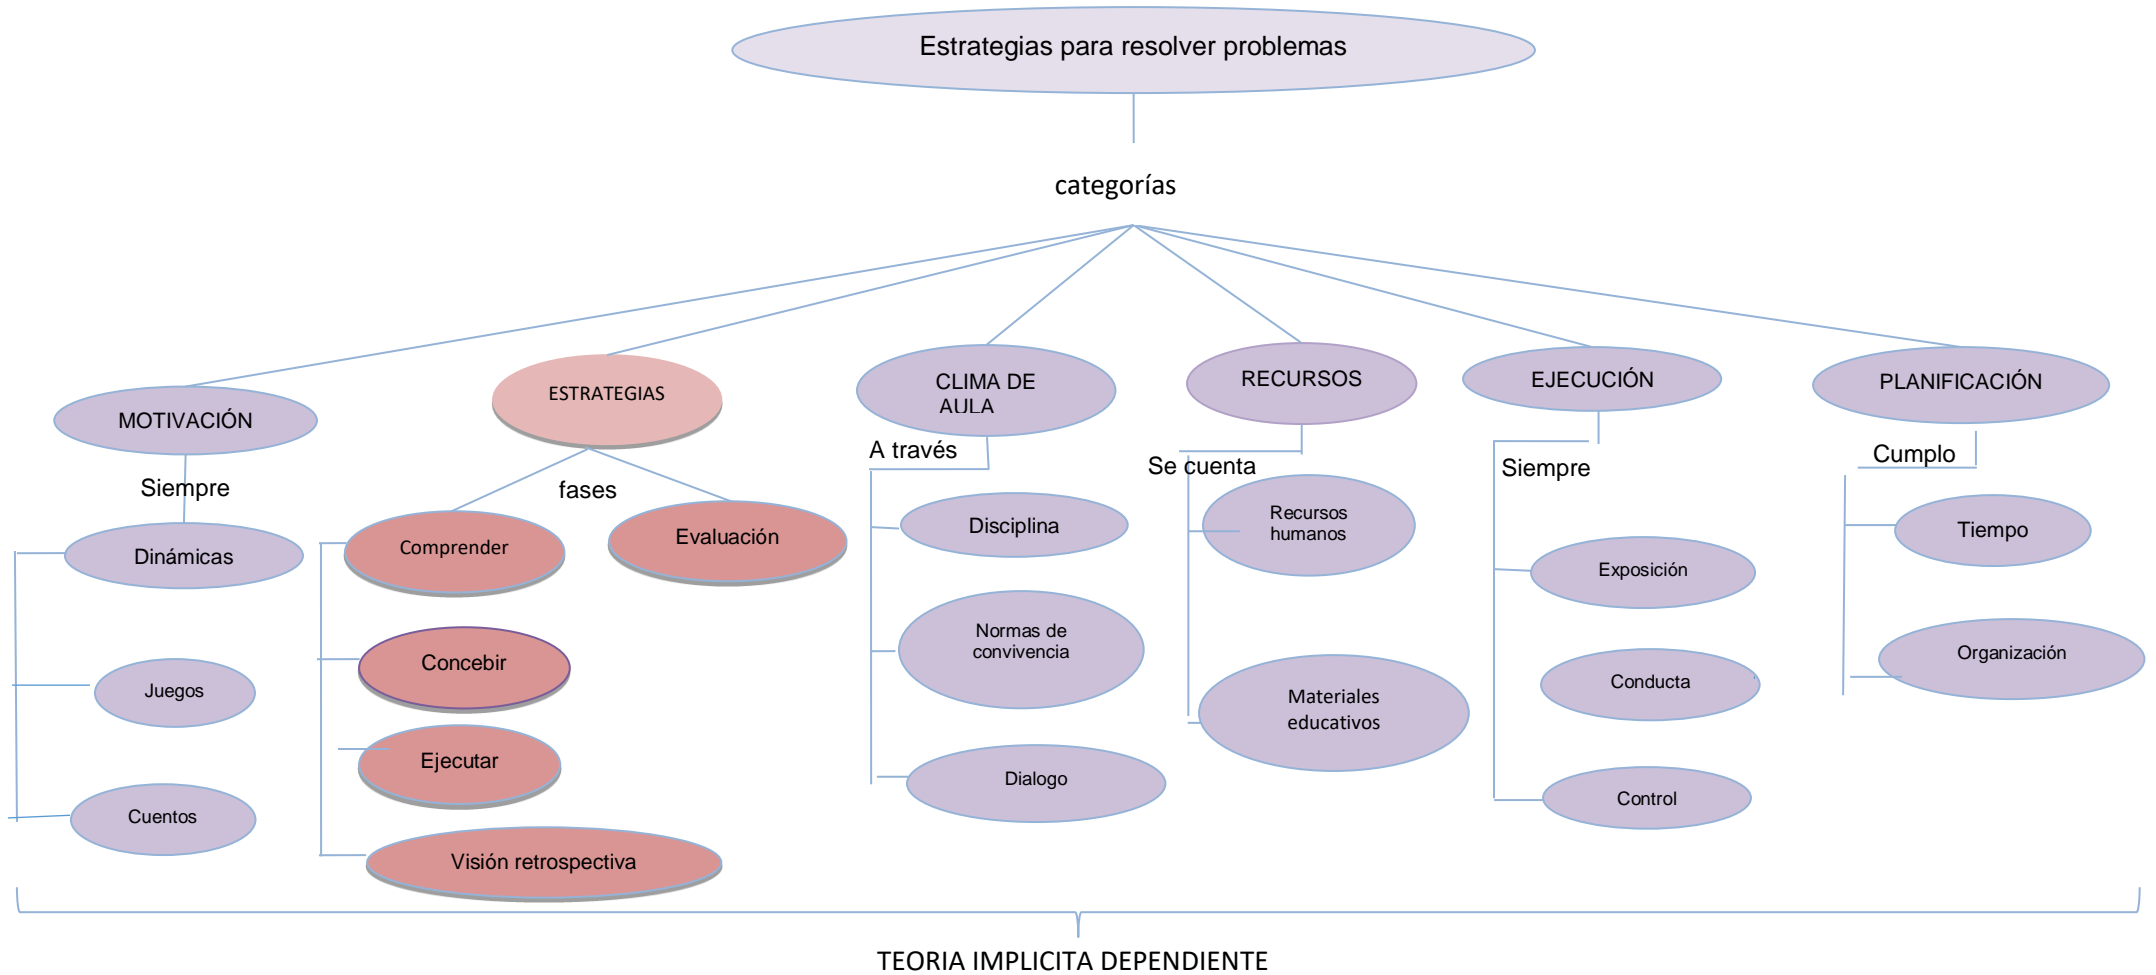 Estrategias para resolver problemas
categorías
MOTIVACIÓN
ESTRATEGIAS
CLIMA DE
AULA
RECURSOS
EJECUCIÓN
PLANIFICACIÓN
Siempre
fases
A través
Se cuenta
Siempre
Cumplo
Dinámicas
Juegos
Cuentos
Comprender
Evaluación
Concebir
Ejecutar
Visión retrospectiva
Disciplina
Normas de
convivencia
Dialogo
Recursos
humanos
Materiales
educativos
Exposición
Conducta
Control
Tiempo
Organización
TEORIA IMPLICITA DEPENDIENTE